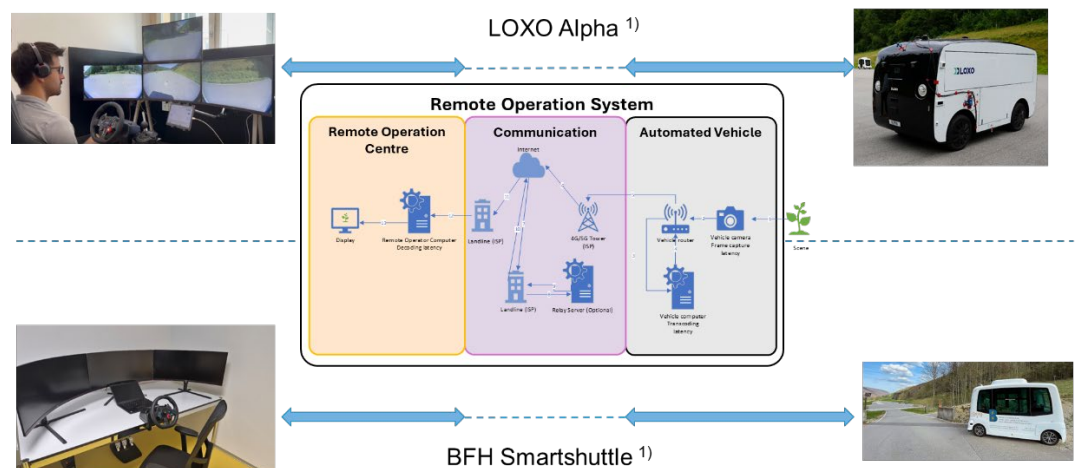 LOXO Alpha 1)
LOXO
Remote Operation System
Remote Operation
Centre
Communication
Automated Vehicle
Internet
Display
Remote Operator Computer
Decoding latency
Landline (ISP)
4G/5G Tower
(ISP)
Vehicle router
Vehicle camera
Frame capture
latency
Scene
Landline (ISP)
Relay Server (Optional)
Vehicle computer
Transcoding
latency
BFH Smartshuttle 1)